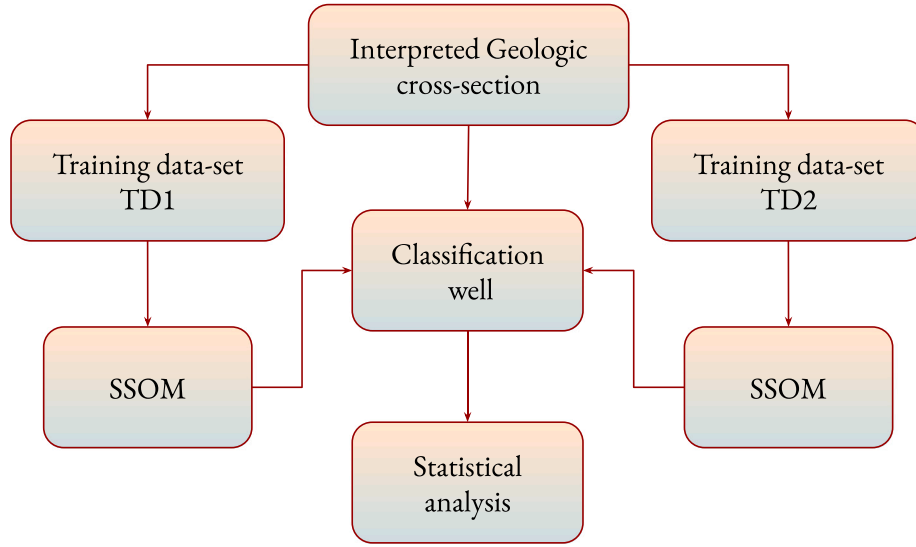 Interpreted Geologic
cross-section
Training data-set
TD1
Training data-set
TD2
Classification
well
SSOM
SSOM
Statistical
analysis